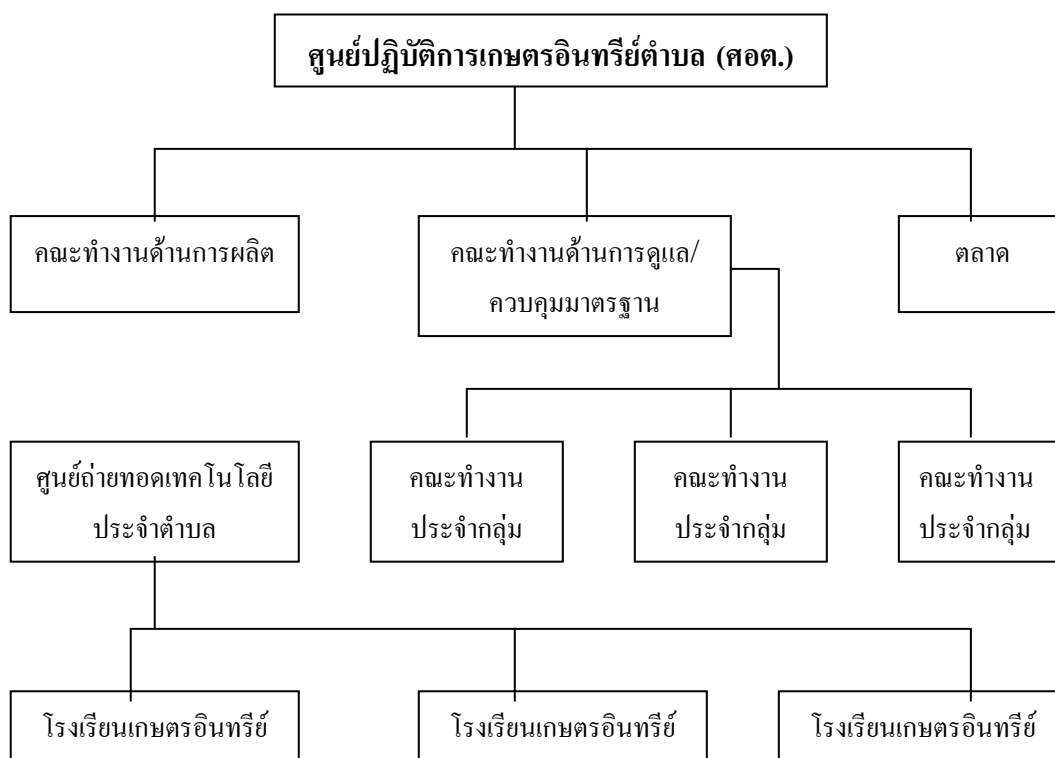 ศูนย์ปฏิบัติการเกษตรอินทรีย์ตำบล (ศอต.)
คณะทำงานด้านการผลิต
คณะทำงานด้านการดูแล/
ควบคุมมาตรฐาน
ตลาด
ศูนย์ถ่ายทอดเทคโนโลยี
ประจำตำบล
คณะทำงาน
ประจำกลุ่ม
คณะทำงาน
ประจำกลุ่ม
คณะทำงาน
ประจำกลุ่ม
โรงเรียนเกษตรอินทรีย์
โรงเรียนเกษตรอินทรีย์
โรงเรียนเกษตรอินทรีย์